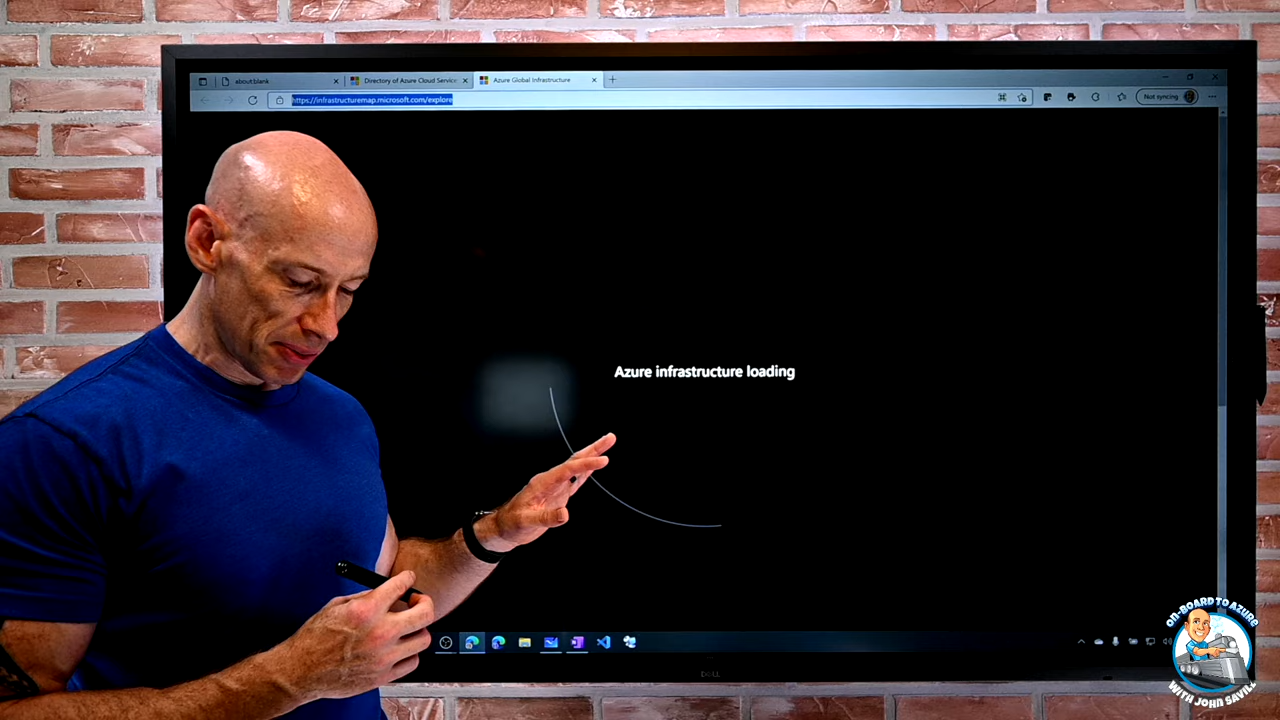 about:blank
Directory of Azure Cloud Service
Azure Global Infrastructure
https://infrastructuremap.microsoft.com/explore
Not syncing
Azure infrastructure loading
DELL
ON-BOARD TO AZURE
WITH JOHN SAVILL